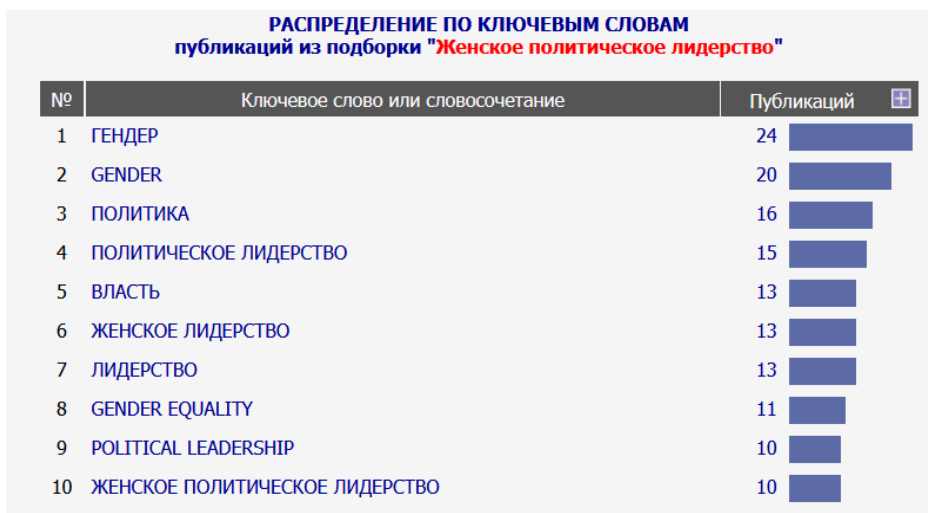 РАСПРЕДЕЛЕНИЕ ПО КЛЮЧЕВЫМ СЛОВАМ
публикаций из подборки "Женское политическое лидерство"
№ Ключевое слово или словосочетание Публикаций
1 ГЕНДЕР 24
2 GENDER 20
3 ПОЛИТИКА 16
4 ПОЛИТИЧЕСКОЕ ЛИДЕРСТВО 15
5 ВЛАСТЬ 13
6 ЖЕНСКОЕ ЛИДЕРСТВО 13
7 ЛИДЕРСТВО 13
8 GENDER EQUALITY 11
9 POLITICAL LEADERSHIP 10
10 ЖЕНСКОЕ ПОЛИТИЧЕСКОЕ ЛИДЕРСТВО 10